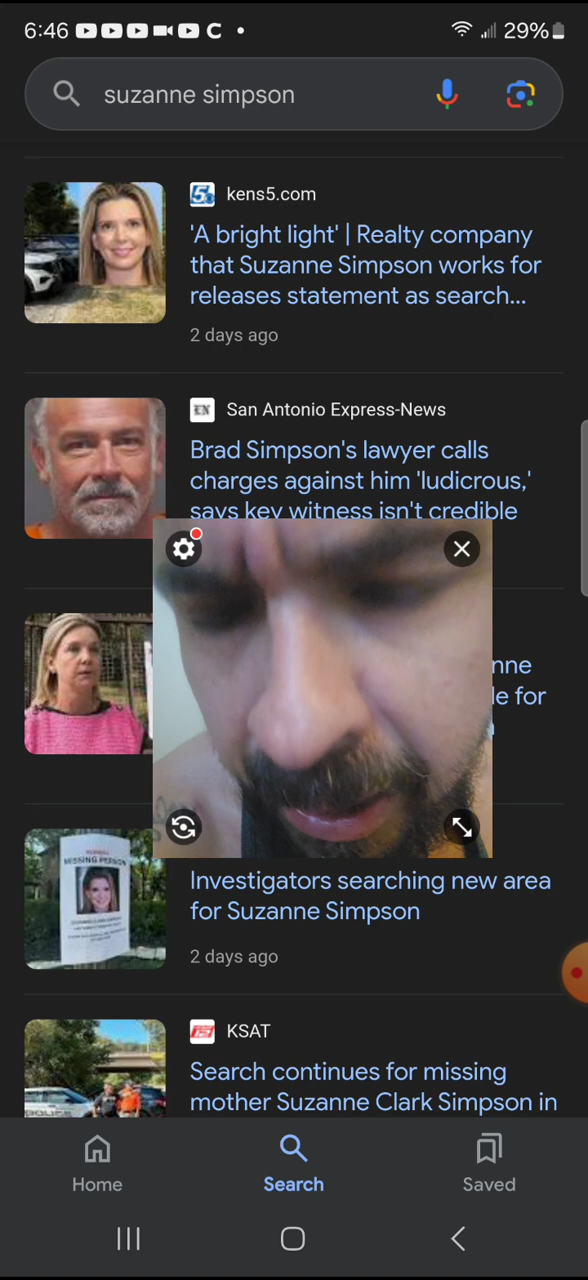 6:46
C
29%
suzanne simpson
kens5.com
'A bright light' | Realty company
that Suzanne Simpson works for
releases statement as search...
2 days ago
EN
San Antonio Express-News
Brad Simpson's lawyer calls
charges against him 'ludicrous,'
says key witness isn't credible
nne
le for
MISSING PERSON
Investigators searching new area
for Suzanne Simpson
2 days ago
KSAT
Search continues for missing
mother Suzanne Clark Simpson in
Home
Search
Saved